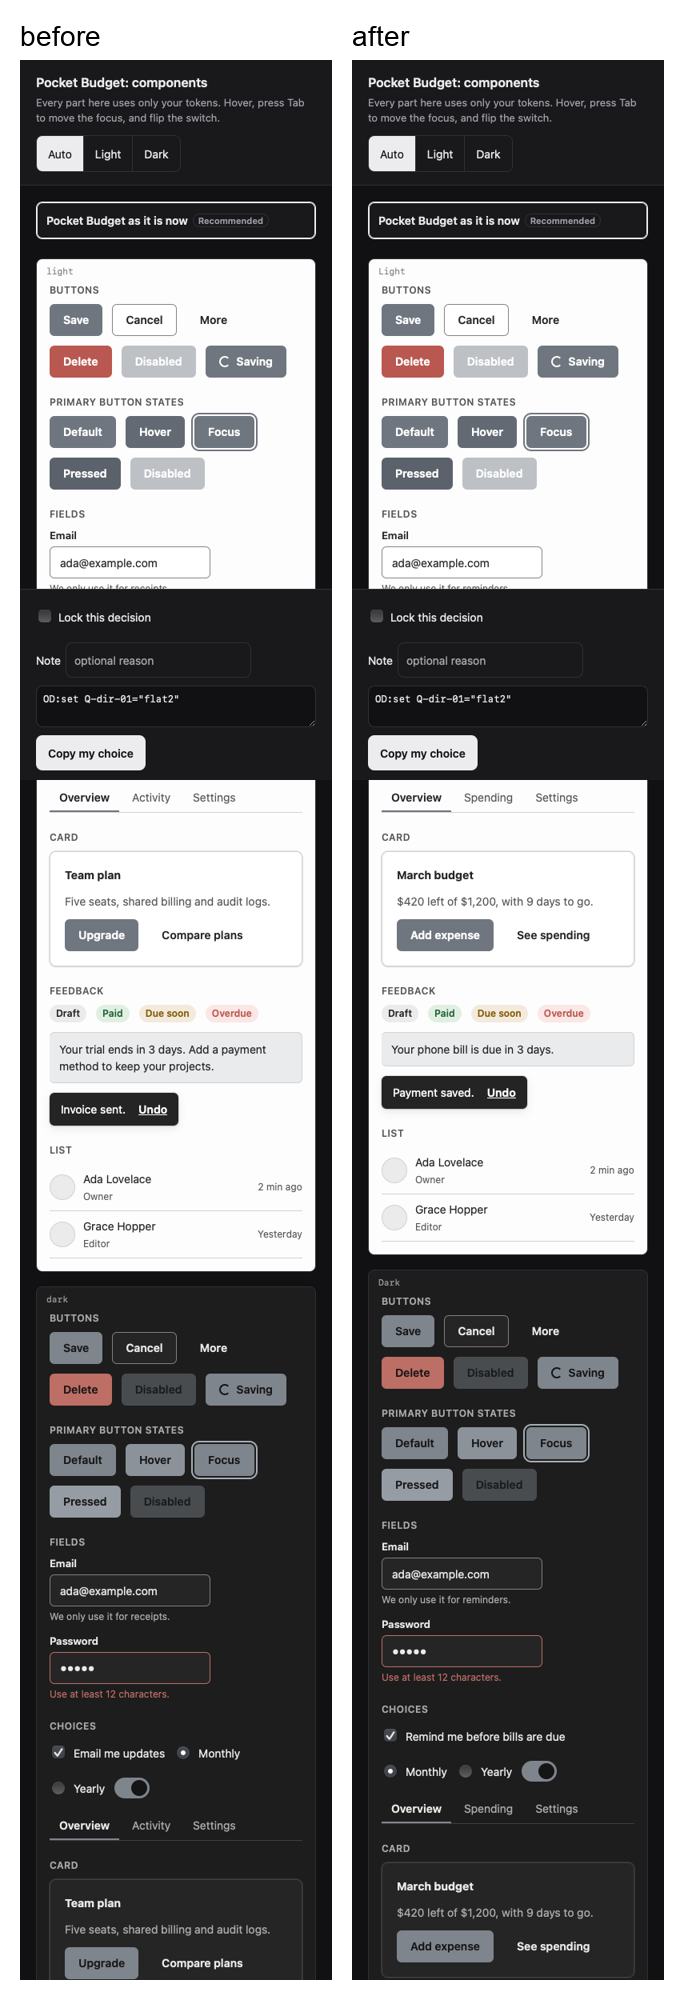 before
Pocket Budget: components
Every part here uses only your tokens. Hover, press Tab
to move the focus, and flip the switch.
Auto Light Dark
Pocket Budget as it is now Recommended
light
BUTTONS
Save Cancel More
Delete Disabled Saving
PRIMARY BUTTON STATES
Default Hover Focus
Pressed Disabled
FIELDS
Email
ada@example.com
We only use it for receipts.
Lock this decision
Note optional reason
OD:set Q-dir-01="flat2"
Copy my choice
Overview Activity Settings
CARD
Team plan
Five seats, shared billing and audit logs.
Upgrade Compare plans
FEEDBACK
Draft Paid Due soon Overdue
Your trial ends in 3 days. Add a payment
method to keep your projects.
Invoice sent. Undo
LIST
Ada Lovelace
Owner
2 min ago
Grace Hopper
Editor
Yesterday
dark
BUTTONS
Save Cancel More
Delete Disabled Saving
PRIMARY BUTTON STATES
Default Hover Focus
Pressed Disabled
FIELDS
Email
ada@example.com
We only use it for receipts.
Password
Use at least 12 characters.
CHOICES
Email me updates Monthly
Yearly
Overview Activity Settings
CARD
Team plan
Five seats, shared billing and audit logs.
Upgrade Compare plans
after
Pocket Budget: components
Every part here uses only your tokens. Hover, press Tab
to move the focus, and flip the switch.
Auto Light Dark
Pocket Budget as it is now Recommended
Light
BUTTONS
Save Cancel More
Delete Disabled Saving
PRIMARY BUTTON STATES
Default Hover Focus
Pressed Disabled
FIELDS
Email
ada@example.com
We only use it for reminders.
Lock this decision
Note optional reason
OD:set Q-dir-01="flat2"
Copy my choice
Overview Spending Settings
CARD
March budget
$420 left of $1,200, with 9 days to go.
Add expense See spending
FEEDBACK
Draft Paid Due soon Overdue
Your phone bill is due in 3 days.
Payment saved. Undo
LIST
Ada Lovelace
Owner
2 min ago
Grace Hopper
Editor
Yesterday
Dark
BUTTONS
Save Cancel More
Delete Disabled Saving
PRIMARY BUTTON STATES
Default Hover Focus
Pressed Disabled
FIELDS
Email
ada@example.com
We only use it for reminders.
Password
Use at least 12 characters.
CHOICES
Remind me before bills are due
Monthly Yearly
Overview Spending Settings
CARD
March budget
$420 left of $1,200, with 9 days to go.
Add expense See spending